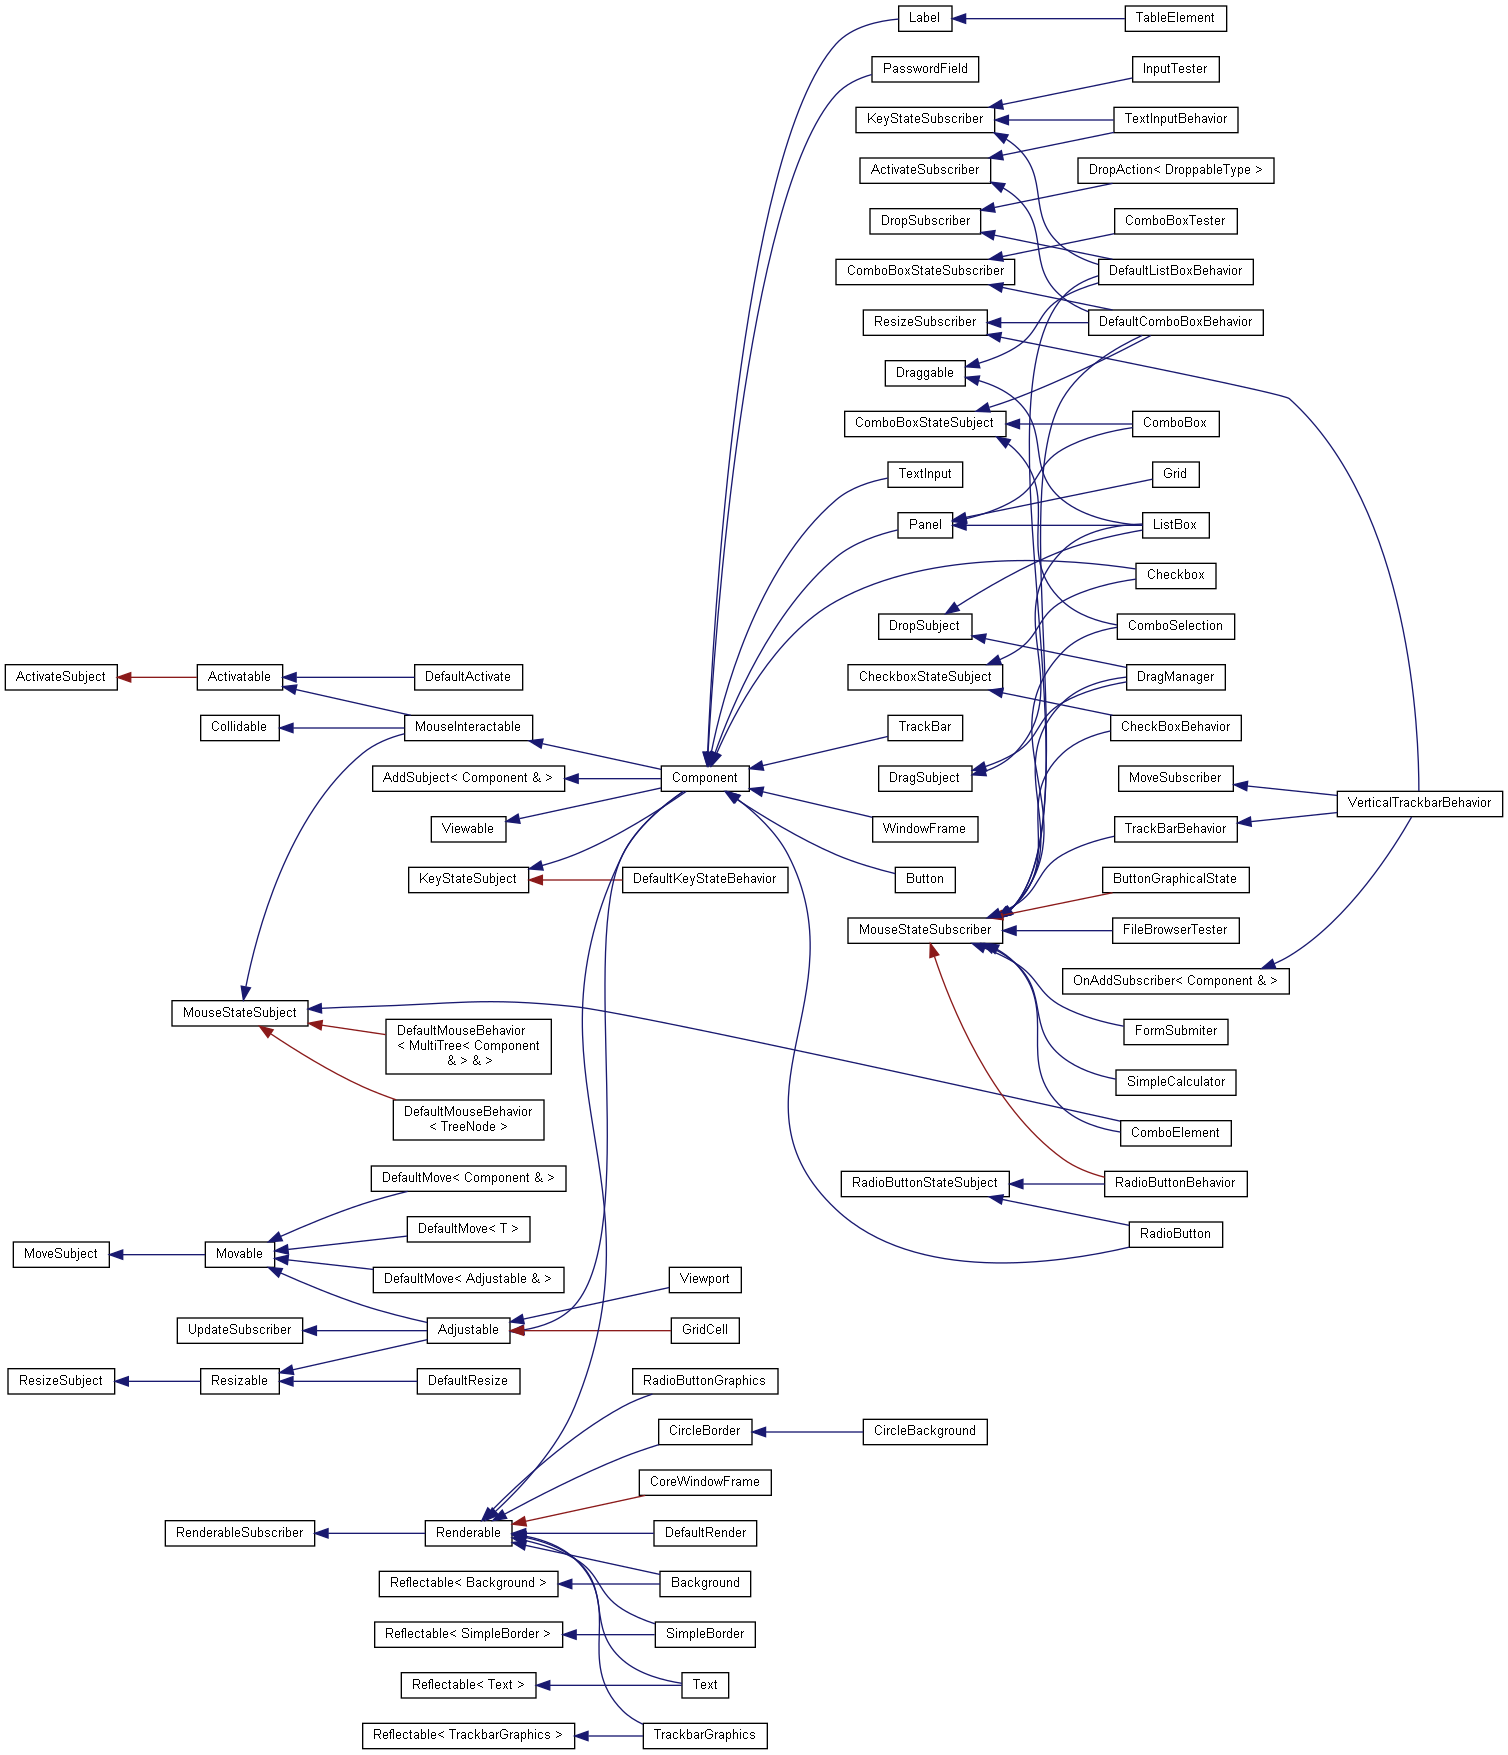 Label
TableElement
PasswordField
InputTester
KeyStateSubscriber
TextInputBehavior
ActivateSubscriber
DropAction< DroppableType >
DropSubscriber
ComboBoxTester
ComboBoxStateSubscriber
DefaultListBoxBehavior
ResizeSubscriber
DefaultComboBoxBehavior
Draggable
ComboBoxStateSubject
ComboBox
TextInput
Grid
Panel
ListBox
Checkbox
DropSubject
ComboSelection
ActivateSubject
Activatable
DefaultActivate
CheckboxStateSubject
DragManager
Collidable
MouseInteractable
TrackBar
CheckBoxBehavior
AddSubject< Component & >
Component
DragSubject
MoveSubscriber
VerticalTrackbarBehavior
Viewable
WindowFrame
TrackBarBehavior
KeyStateSubject
DefaultKeyStateBehavior
Button
ButtonGraphicalState
MouseStateSubscriber
FileBrowserTester
OnAddSubscriber< Component & >
MouseStateSubject
DefaultMouseBehavior
< MultiTree< Component
& > & >
FormSubmiter
SimpleCalculator
DefaultMouseBehavior
< TreeNode >
ComboElement
DefaultMove< Component & >
RadioButtonStateSubject
RadioButtonBehavior
DefaultMove< T >
RadioButton
MoveSubject
Movable
DefaultMove< Adjustable & >
Viewport
UpdateSubscriber
Adjustable
GridCell
ResizeSubject
Resizable
DefaultResize
RadioButtonGraphics
CircleBorder
CircleBackground
CoreWindowFrame
RenderableSubscriber
Renderable
DefaultRender
Reflectable< Background >
Background
Reflectable< SimpleBorder >
SimpleBorder
Reflectable< Text >
Text
Reflectable< TrackbarGraphics >
TrackbarGraphics